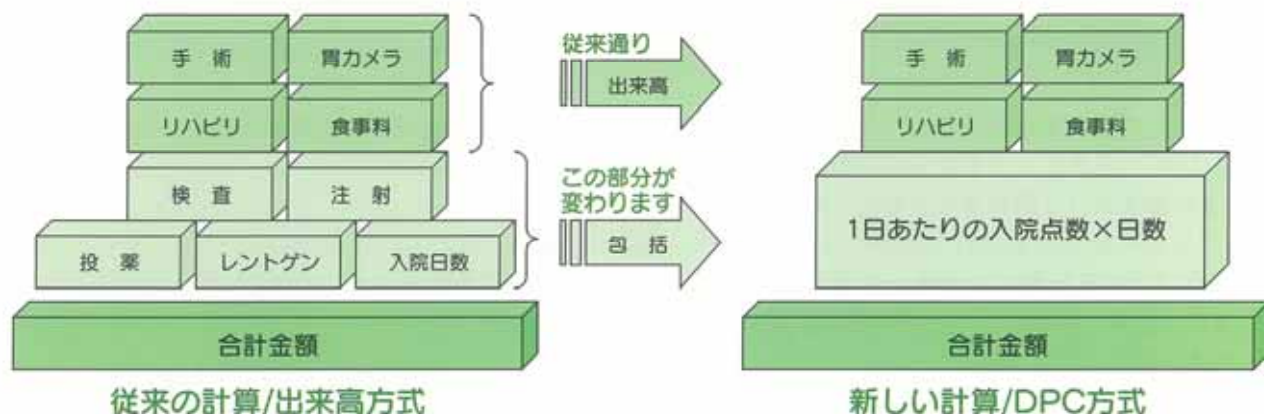 手 術
胃カメラ
リハビリ
食事料
検 査
注 射
投 薬
レントゲン
入院日数
合計金額
従来の計算/出来高方式
従来通り
出来高
この部分が
変わります
包 括
手 術
胃カメラ
リハビリ
食事料
1日あたりの入院点数×日数
合計金額
新しい計算/DPC方式